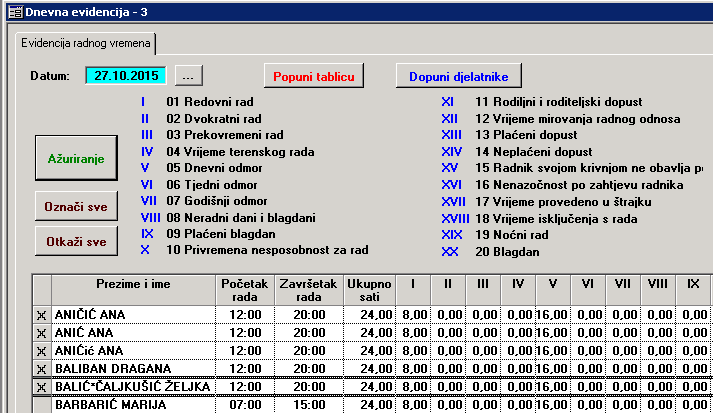 Dnevna evidencija - 3
Evidencija radnog vremena
Datum: 27.10.2015 ... Popuni tablicu Dopuni djelatnike
I 01 Redovni rad XI 11 Rodiljni i roditeljski dopust
II 02 Dvokratni rad XII 12 Vrijeme mirovanja radnog odnosa
III 03 Prekovremeni rad XIII 13 Plaćeni dopust
IV 04 Vrijeme terenskog rada XIV 14 Neplaćeni dopust
V 05 Dnevni odmor XV 15 Radnik svojom krivnjom ne obavlja
VI 06 Tjedni odmor XVI 16 Nenazočnost po zahtjevu radnika
VII 07 Godišnji odmor XVII 17 Vrijeme provedeno u štrajku
VIII 08 Neradni dani i blagdani XVIII 18 Vrijeme isključenja s rada
IX 09 Plaćeni blagdan XIX 19 Noćni rad
X 10 Privremena nesposobnost za rad XX 20 Blagdan
Ažuriranje
Označi sve
Otkaži sve
Prezime i ime Početak rada Završetak rada Ukupno sati I II III IV V VI VII VIII IX
X ANIČIĆ ANA 12:00 20:00 24,00 8,00 0,00 0,00 0,00 16,00 0,00 0,00 0,00 0,00
X ANIĆ ANA 12:00 20:00 24,00 8,00 0,00 0,00 0,00 16,00 0,00 0,00 0,00 0,00
X ANIĆić ANA 12:00 20:00 24,00 8,00 0,00 0,00 0,00 16,00 0,00 0,00 0,00 0,00
X BALIBAN DRAGANA 12:00 20:00 24,00 8,00 0,00 0,00 0,00 16,00 0,00 0,00 0,00 0,00
X BALIĆ*ČALJKUŠIĆ ŽELJKA 12:00 20:00 24,00 8,00 0,00 0,00 0,00 16,00 0,00 0,00 0,00 0,00
BARBARIĆ MARIJA 07:00 15:00 24,00 8,00 0,00 0,00 0,00 16,00 0,00 0,00 0,00 0,00